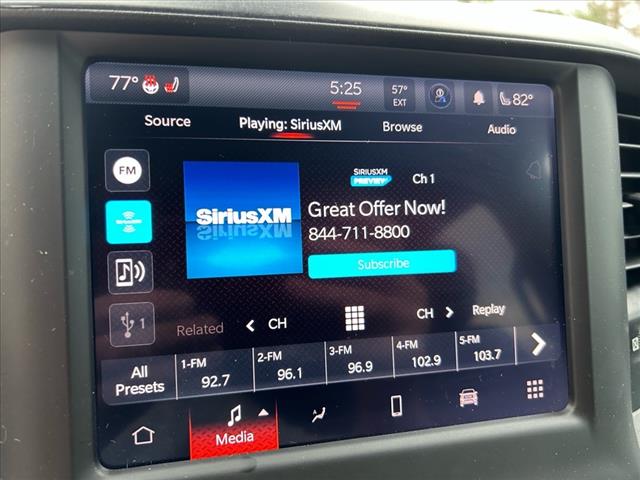 77° 5:25 57° EXT 82°
Source Playing: SiriusXM Browse Audio
FM
SIRIUSXM PREVIEW Ch 1
SiriusXM
Great Offer Now!
844-711-8800
Subscribe
1
Related CH CH Replay
All Presets
1-FM 92.7
2-FM 96.1
3-FM 96.9
4-FM 102.9
5-FM 103.7
Media